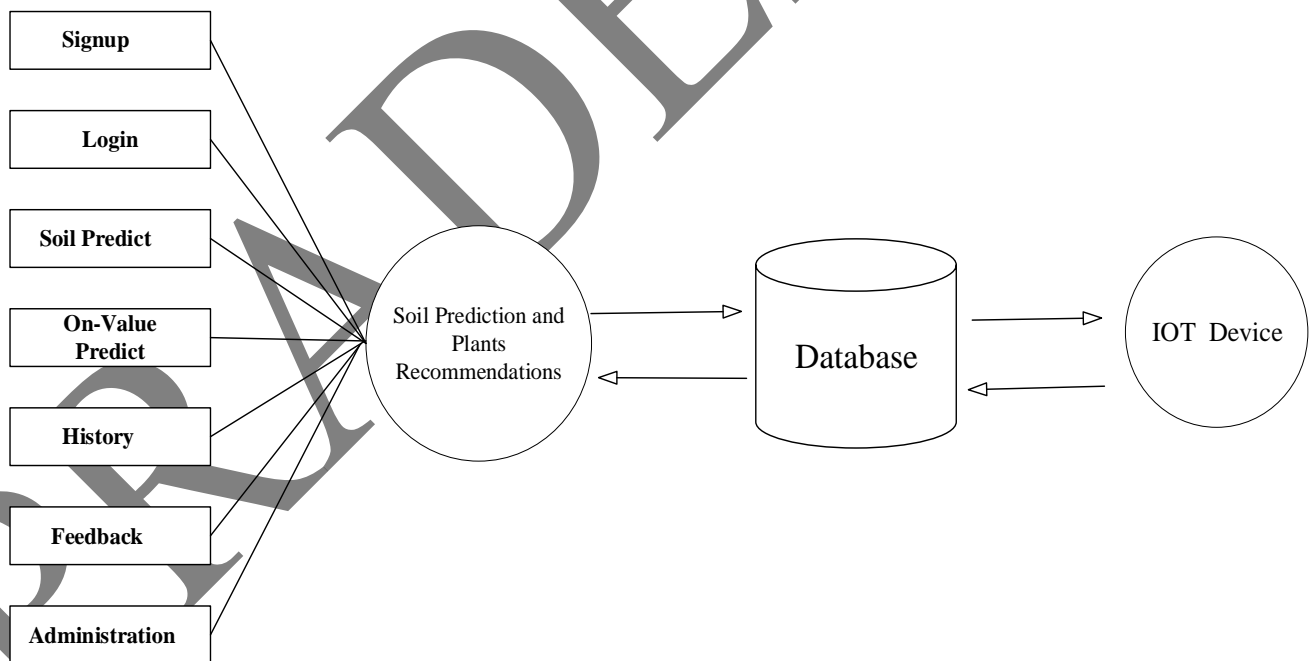 Signup
Login
Soil Predict
On-Value
Predict
History
Feedback
Administration
Soil Prediction and
Plants
Recommendations
Database
IOT Device